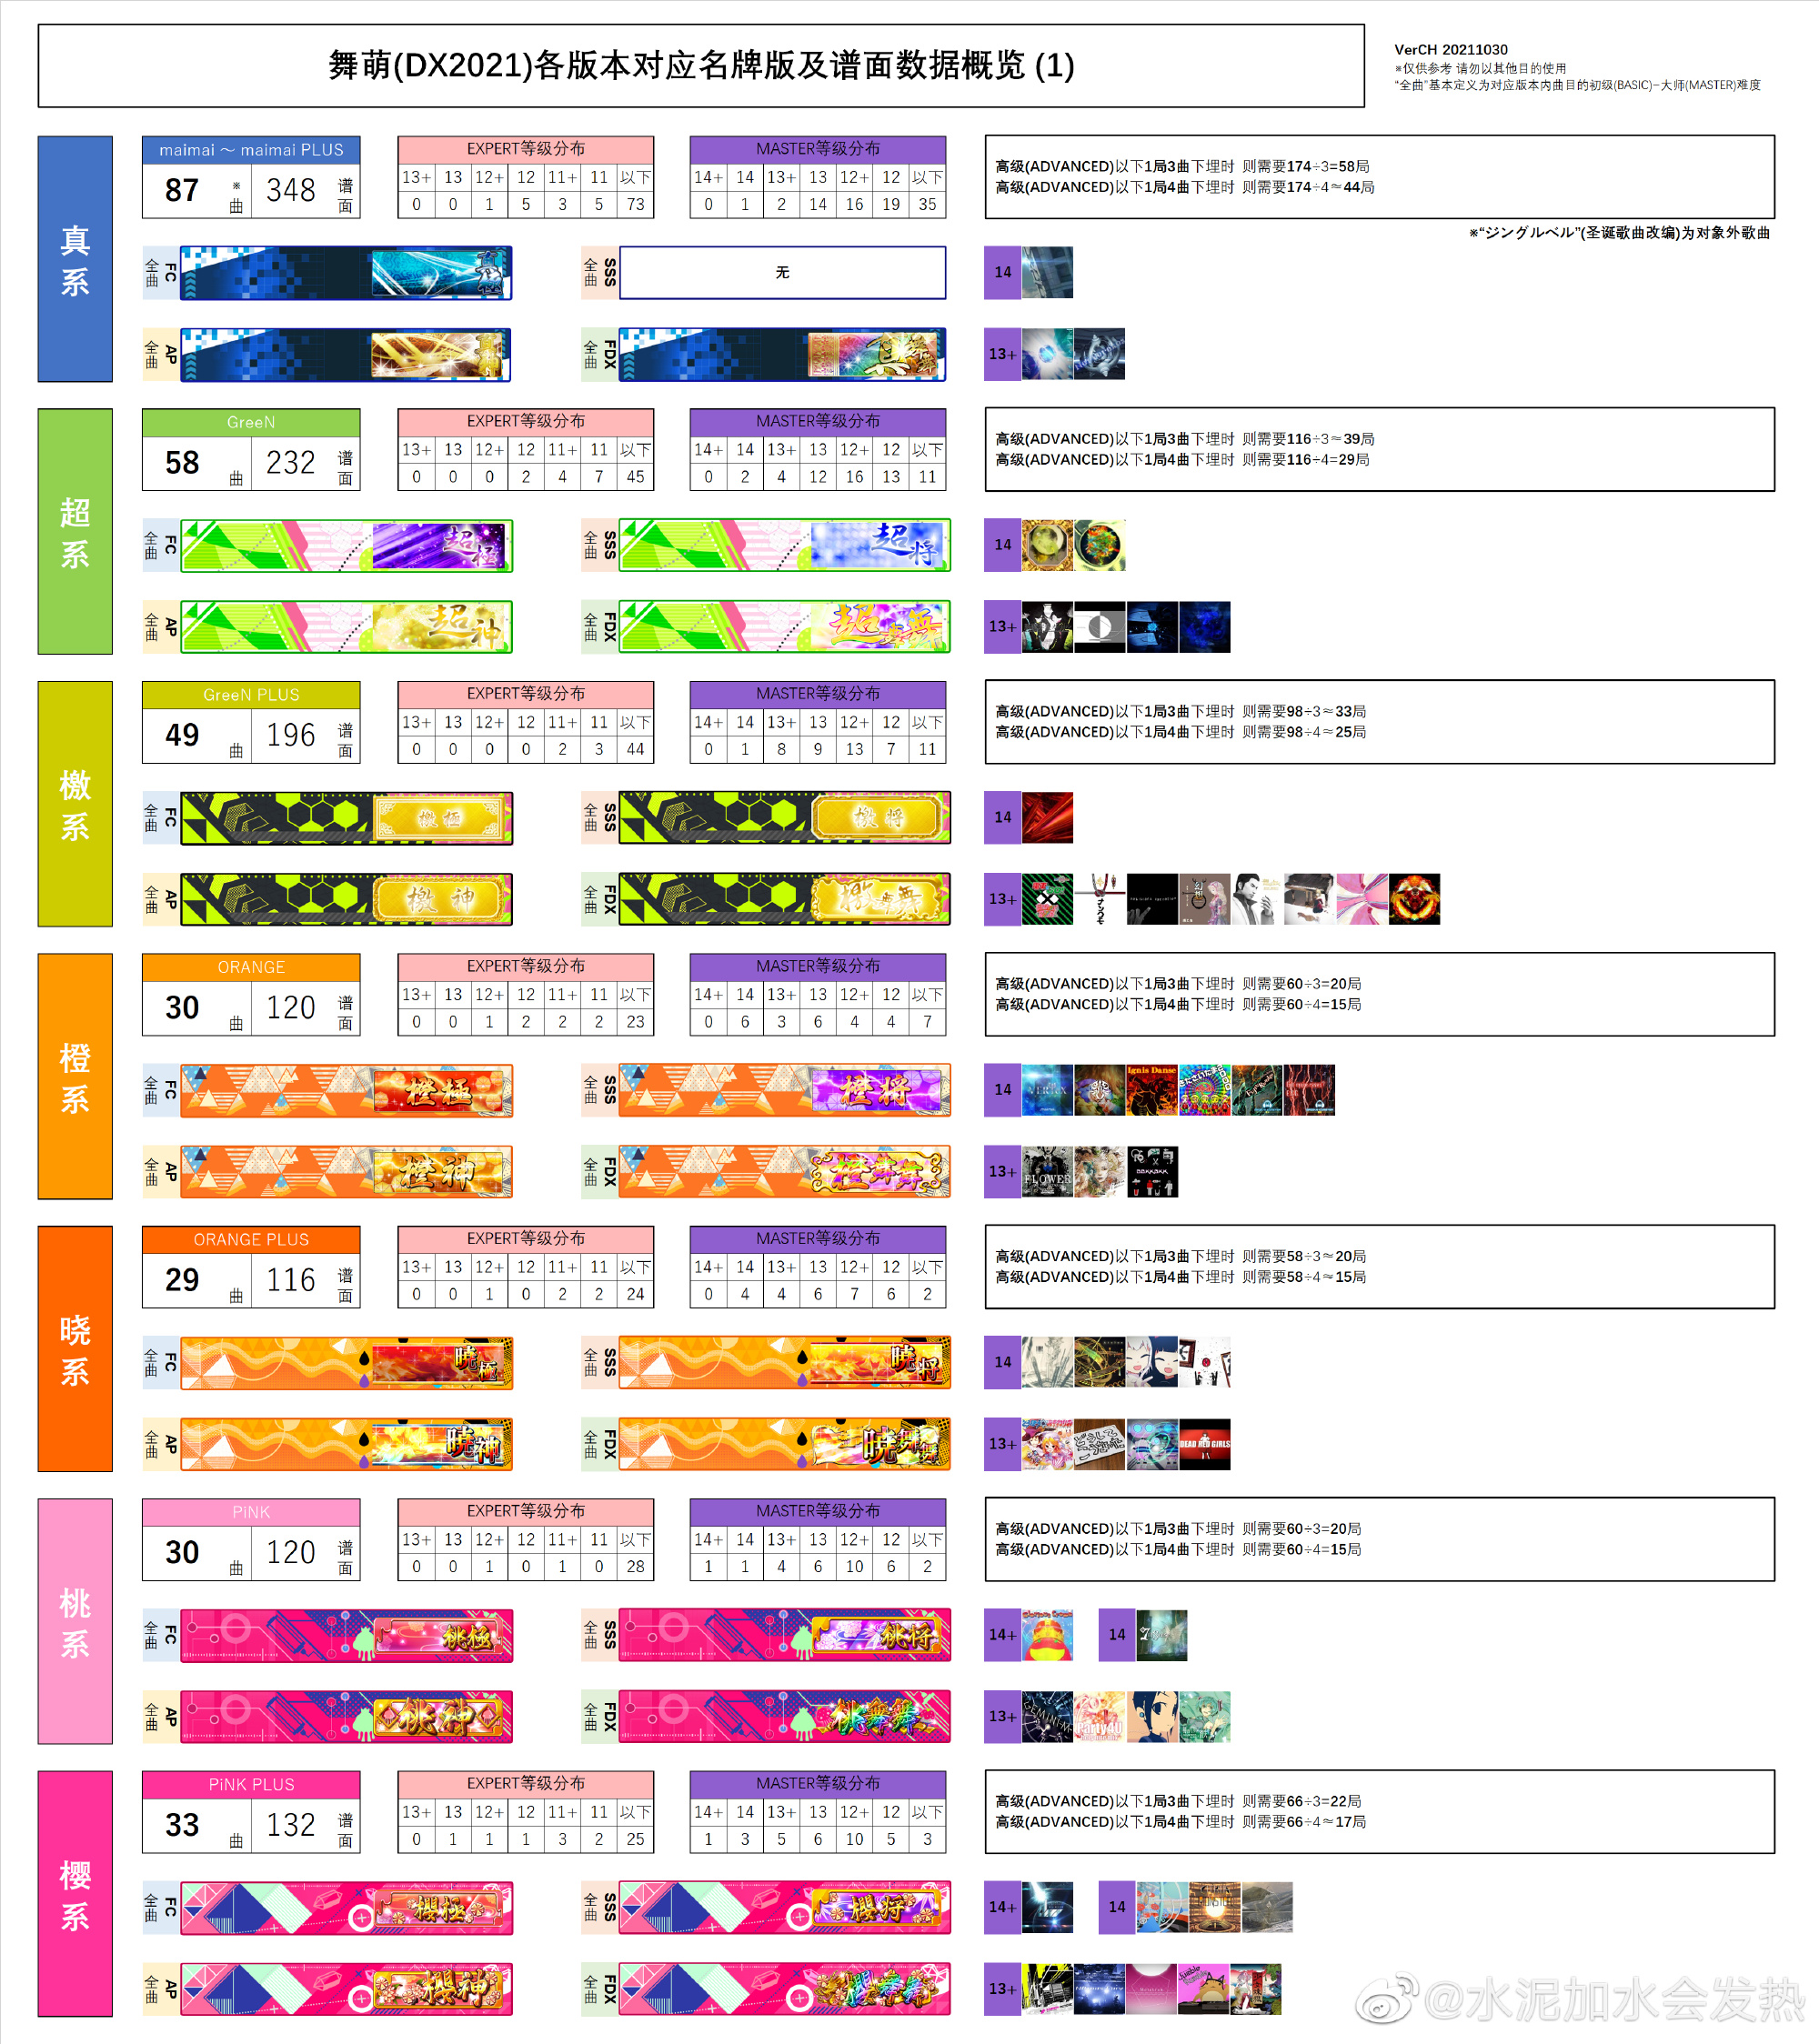 舞萌(DX2021)各版本对应名牌版及谱面数据概览 (1)
VerCH 20211030
※仅供参考 请勿以其他目的使用
“全曲”基本定义为对应版本内曲目的初级(BASIC)-大师(MASTER)难度
真系
maimai ～ maimai PLUS
87 ※曲 348 谱面
EXPERT等级分布
13+ 13 12+ 12 11+ 11 以下
0 0 1 5 3 5 73
MASTER等级分布
14+ 14 13+ 13 12+ 12 以下
0 1 2 14 16 19 35
高级(ADVANCED)以下1局3曲下埋时 则需要174÷3=58局
高级(ADVANCED)以下1局4曲下埋时 则需要174÷4≈44局
※“ジングルベル”(圣诞歌曲改编)为对象外歌曲
全曲 FC 真極
全曲 SSS 无
14
全曲 AP 真神
全曲 FDX 真舞舞
13+
超系
GreeN
58 曲 232 谱面
EXPERT等级分布
13+ 13 12+ 12 11+ 11 以下
0 0 0 2 4 7 45
MASTER等级分布
14+ 14 13+ 13 12+ 12 以下
0 2 4 12 16 13 11
高级(ADVANCED)以下1局3曲下埋时 则需要116÷3≈39局
高级(ADVANCED)以下1局4曲下埋时 则需要116÷4=29局
全曲 FC 超極
全曲 SSS 超将
14
全曲 AP 超神
全曲 FDX 超舞舞
13+
檄系
GreeN PLUS
49 曲 196 谱面
EXPERT等级分布
13+ 13 12+ 12 11+ 11 以下
0 0 0 0 2 3 44
MASTER等级分布
14+ 14 13+ 13 12+ 12 以下
0 1 8 9 13 7 11
高级(ADVANCED)以下1局3曲下埋时 则需要98÷3≈33局
高级(ADVANCED)以下1局4曲下埋时 则需要98÷4≈25局
全曲 FC 檄極
全曲 SSS 檄将
14
全曲 AP 檄神
全曲 FDX 檄舞舞
13+
橙系
ORANGE
30 曲 120 谱面
EXPERT等级分布
13+ 13 12+ 12 11+ 11 以下
0 0 1 2 2 2 23
MASTER等级分布
14+ 14 13+ 13 12+ 12 以下
0 6 3 6 4 4 7
高级(ADVANCED)以下1局3曲下埋时 则需要60÷3=20局
高级(ADVANCED)以下1局4曲下埋时 则需要60÷4=15局
全曲 FC 橙極
全曲 SSS 橙将
14 VERTEX Ignis Danse
全曲 AP 橙神
全曲 FDX 橙舞舞
13+ FLOWER
晓系
ORANGE PLUS
29 曲 116 谱面
EXPERT等级分布
13+ 13 12+ 12 11+ 11 以下
0 0 1 0 2 2 24
MASTER等级分布
14+ 14 13+ 13 12+ 12 以下
0 4 4 6 7 6 2
高级(ADVANCED)以下1局3曲下埋时 则需要58÷3≈20局
高级(ADVANCED)以下1局4曲下埋时 则需要58÷4≈15局
全曲 FC 暁極
全曲 SSS 暁将
14
全曲 AP 暁神
全曲 FDX 暁舞舞
13+ どうしてこうなった DEAD RED GIRLS
桃系
PiNK
30 曲 120 谱面
EXPERT等级分布
13+ 13 12+ 12 11+ 11 以下
0 0 1 0 1 0 28
MASTER等级分布
14+ 14 13+ 13 12+ 12 以下
1 1 4 6 10 6 2
高级(ADVANCED)以下1局3曲下埋时 则需要60÷3=20局
高级(ADVANCED)以下1局4曲下埋时 则需要60÷4=15局
全曲 FC 桃極
全曲 SSS 桃将
14+ 14
全曲 AP 桃神
全曲 FDX 桃舞舞
13+ GEMINI Party4U
樱系
PiNK PLUS
33 曲 132 谱面
EXPERT等级分布
13+ 13 12+ 12 11+ 11 以下
0 1 1 1 3 2 25
MASTER等级分布
14+ 14 13+ 13 12+ 12 以下
1 3 5 6 10 5 3
高级(ADVANCED)以下1局3曲下埋时 则需要66÷3=22局
高级(ADVANCED)以下1局4曲下埋时 则需要66÷4≈17局
全曲 FC 櫻極
全曲 SSS 櫻将
14+ 14
全曲 AP 櫻神
全曲 FDX 櫻舞舞
13+
@水泥加水会发热